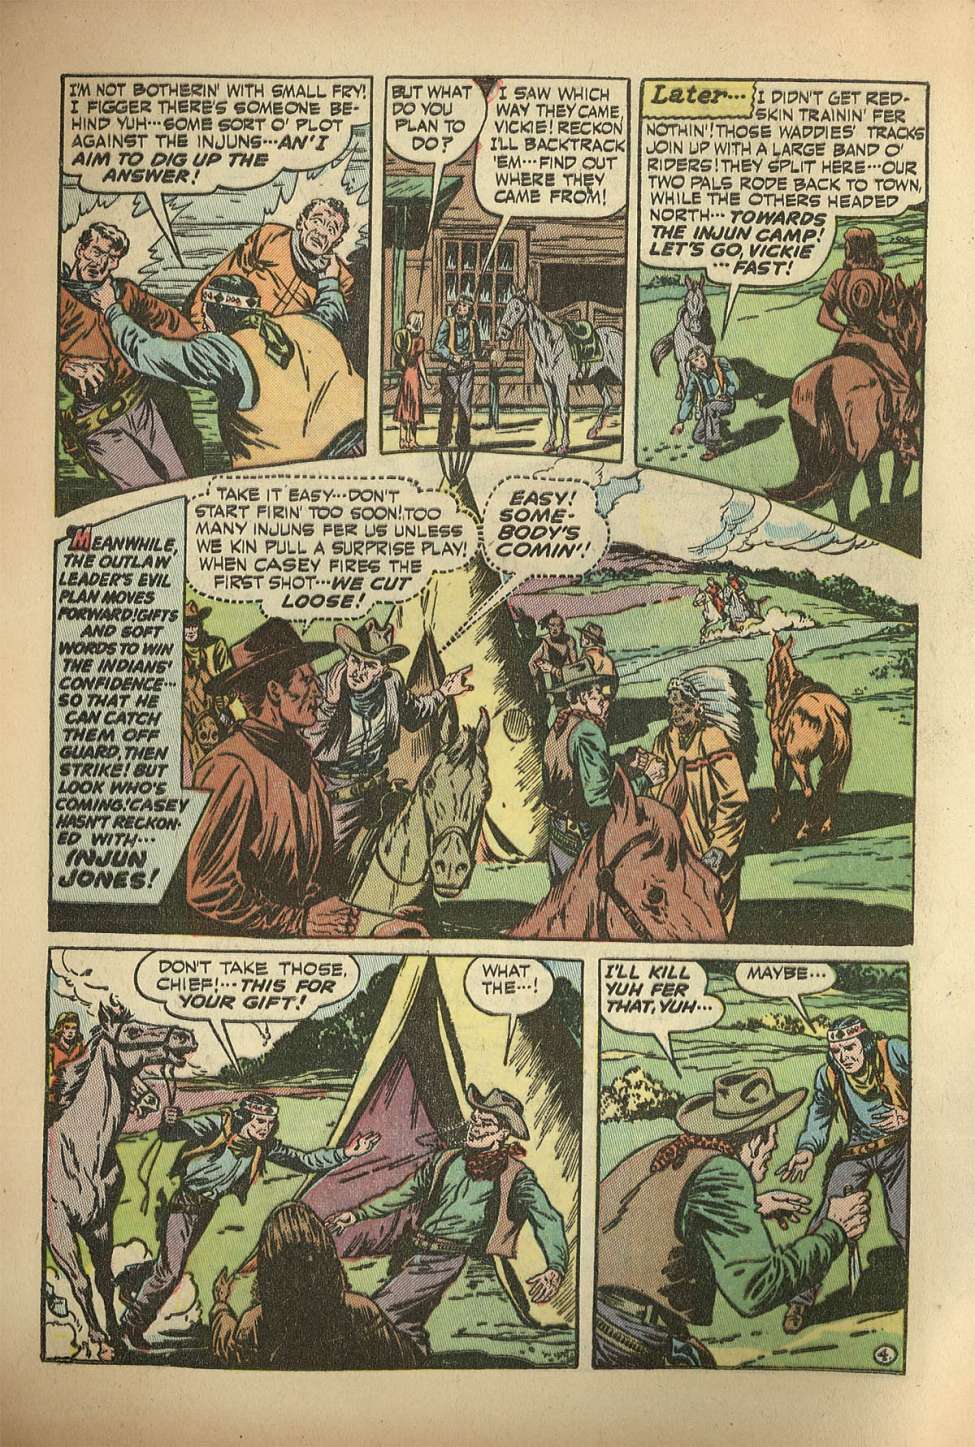 I'M NOT BOTHERIN' WITH SMALL FRY!
I FIGGER THERE'S SOMEONE BE-
HIND YUH--- SOME SORT O' PLOT
AGAINST THE INJUNS---AN' I
AIM TO DIG UP THE
ANSWER!
BUT WHAT
DO YOU
PLAN TO
DO?
I SAW WHICH
WAY THEY CAME,
VICKIE! RECKON
I'LL BACKTRACK
'EM--- FIND OUT
WHERE THEY
CAME FROM!
Later---
I DIDN'T GET RED-
SKIN TRAININ' FER
NOTHIN'! THOSE WADDIES' TRACKS
JOIN UP WITH A LARGE BAND O'
RIDERS! THEY SPLIT HERE---OUR
TWO PALS RODE BACK TO TOWN,
WHILE THE OTHERS HEADED
NORTH--- TOWARDS
THE INJUN CAMP!
LET'S GO, VICKIE
---FAST!
MEANWHILE,
THE OUTLAW
LEADER'S EVIL
PLAN MOVES
FORWARD! GIFTS
AND SOFT
WORDS TO WIN
THE INDIANS'
CONFIDENCE---
SO THAT HE
CAN CATCH
THEM OFF
GUARD, THEN
STRIKE! BUT
LOOK WHO'S
COMING! CASEY
HASN'T RECKON-
ED WITH---
INJUN
JONES!
TAKE IT EASY---DON'T
START FIRIN' TOO SOON! TOO
MANY INJUNS FER US UNLESS
WE KIN PULL A SURPRISE PLAY!
WHEN CASEY FIRES THE
FIRST SHOT---WE CUT
LOOSE!
EASY!
SOME-
BODY'S
COMIN'!
DON'T TAKE THOSE,
CHIEF!--- THIS FOR
YOUR GIFT!
WHAT
THE---!
I'LL KILL
YUH FER
THAT, YUH---
MAYBE---
4